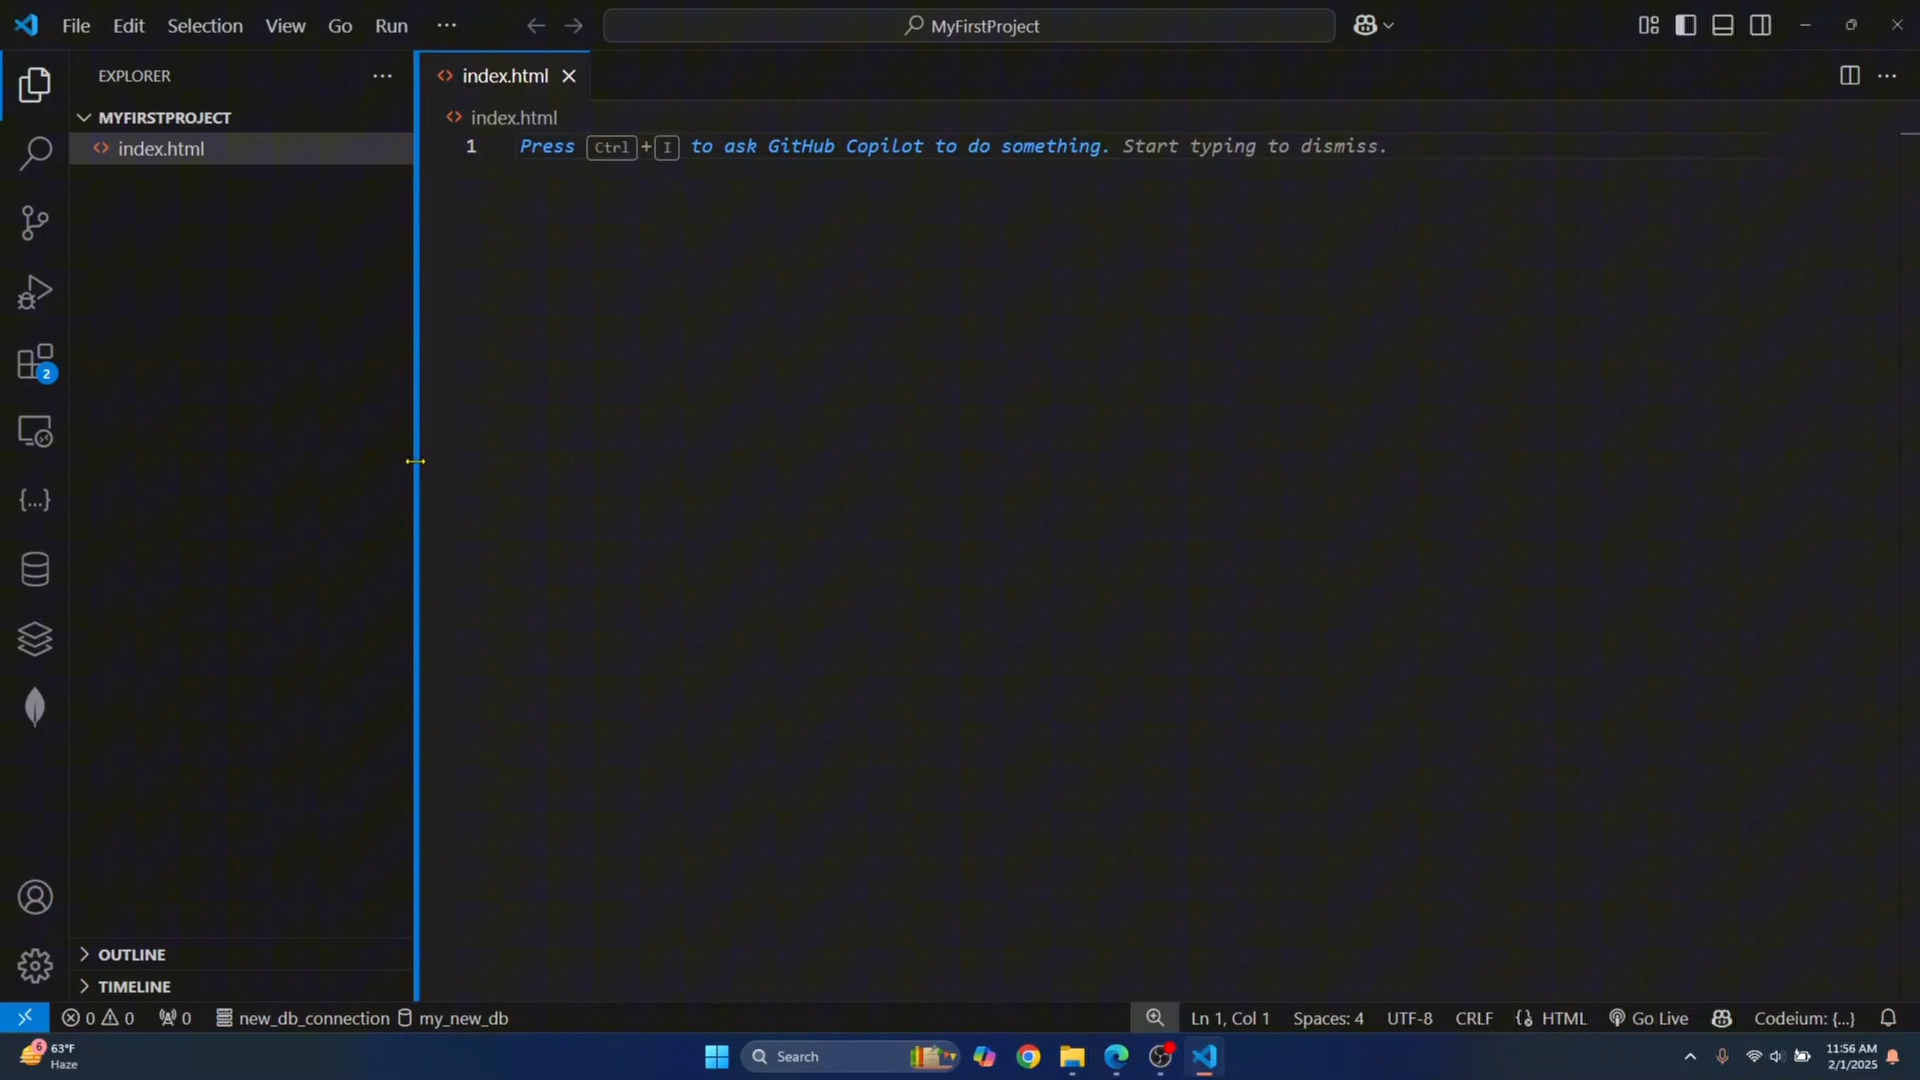 File Edit Selection View Go Run ...
MyFirstProject
EXPLORER ...
index.html
MYFIRSTPROJECT
index.html
index.html
1 Press Ctrl+I to ask GitHub Copilot to do something. Start typing to dismiss.
2
{...}
OUTLINE
TIMELINE
0 0 0 new_db_connection my_new_db
Ln 1, Col 1 Spaces: 4 UTF-8 CRLF HTML Go Live Codeium: {...}
6 63°F
Haze
Search
11:56 AM
2/1/2025